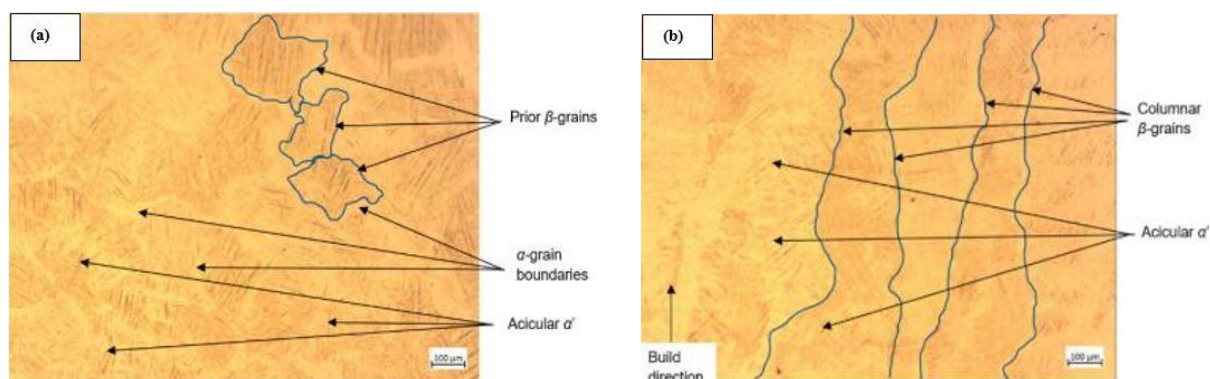 (a)
Prior β-grains
α-grain
boundaries
Acicular α′
100 μm
(b)
Columnar
β-grains
Acicular α′
Build
direction
100 μm